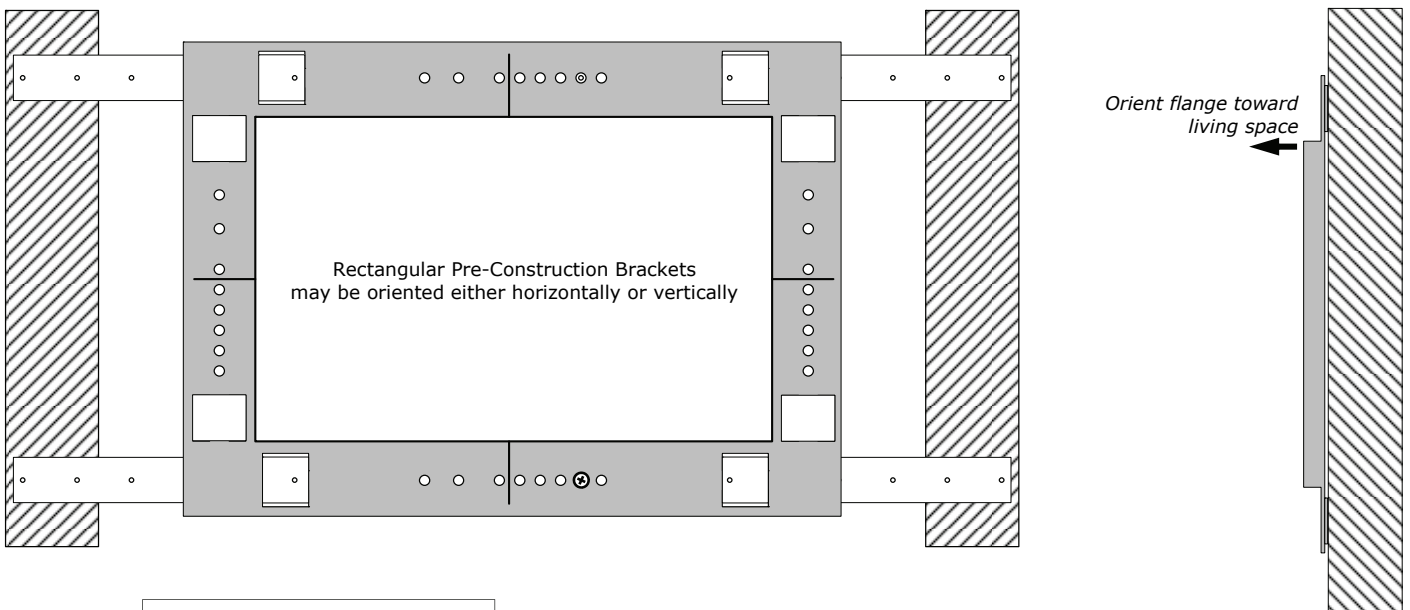 Orient flange toward
living space
Rectangular Pre-Construction Brackets
may be oriented either horizontally or vertically